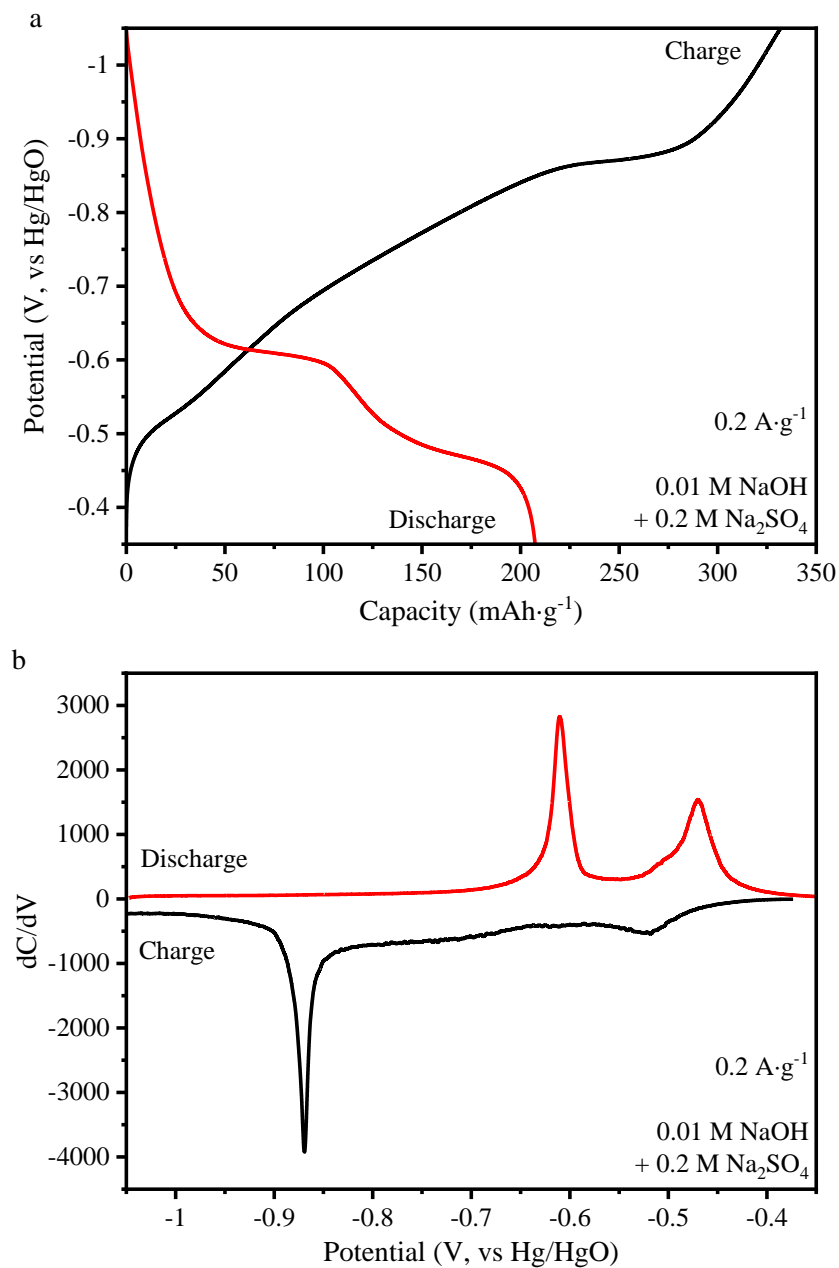 a
Charge
-1
-0.9
-0.8
-0.7
-0.6
-0.5
-0.4
Potential (V, vs Hg/HgO)
0.2 A·g⁻¹
0.01 M NaOH
+ 0.2 M Na₂SO₄
Discharge
0 50 100 150 200 250 300 350
Capacity (mAh·g⁻¹)
b
3000
2000
1000
0
-1000
-2000
-3000
-4000
dC/dV
Discharge
Charge
0.2 A·g⁻¹
0.01 M NaOH
+ 0.2 M Na₂SO₄
-1 -0.9 -0.8 -0.7 -0.6 -0.5 -0.4
Potential (V, vs Hg/HgO)